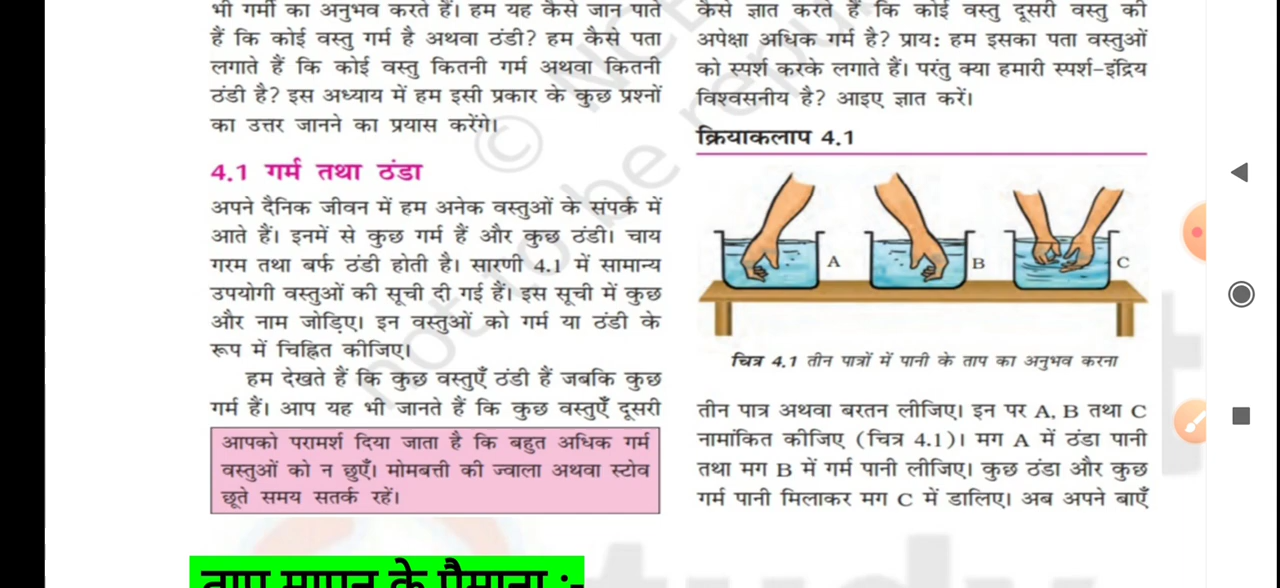 भी गर्मी का अनुभव करते हैं। हम यह कैसे जान पाते
हैं कि कोई वस्तु गर्म है अथवा ठंडी? हम कैसे पता
लगाते हैं कि कोई वस्तु कितनी गर्म अथवा कितनी
ठंडी है? इस अध्याय में हम इसी प्रकार के कुछ प्रश्नों
का उत्तर जानने का प्रयास करेंगे।
4.1 गर्म तथा ठंडा
अपने दैनिक जीवन में हम अनेक वस्तुओं के संपर्क में
आते हैं। इनमें से कुछ गर्म हैं और कुछ ठंडी। चाय
गरम तथा बर्फ ठंडी होती है। सारणी 4.1 में सामान्य
उपयोगी वस्तुओं की सूची दी गई हैं। इस सूची में कुछ
और नाम जोड़िए। इन वस्तुओं को गर्म या ठंडी के
रूप में चिह्नित कीजिए।
हम देखते हैं कि कुछ वस्तुएँ ठंडी हैं जबकि कुछ
गर्म हैं। आप यह भी जानते हैं कि कुछ वस्तुएँ दूसरी
आपको परामर्श दिया जाता है कि बहुत अधिक गर्म
वस्तुओं को न छुएँ। मोमबत्ती की ज्वाला अथवा स्टोव
छूते समय सतर्क रहें।
कैसे ज्ञात करते हैं कि कोई वस्तु दूसरी वस्तु की
अपेक्षा अधिक गर्म है? प्राय: हम इसका पता वस्तुओं
को स्पर्श करके लगाते हैं। परंतु क्या हमारी स्पर्श-इंद्रिय
विश्वसनीय है? आइए ज्ञात करें।
क्रियाकलाप 4.1
A
B
C
चित्र 4.1 तीन पात्रों में पानी के ताप का अनुभव करना
तीन पात्र अथवा बरतन लीजिए। इन पर A, B तथा C
नामांकित कीजिए (चित्र 4.1)। मग A में ठंडा पानी
तथा मग B में गर्म पानी लीजिए। कुछ ठंडा और कुछ
गर्म पानी मिलाकर मग C में डालिए। अब अपने बाएँ
ताप मापन के पैमाना :-
© NCE
not to be repu